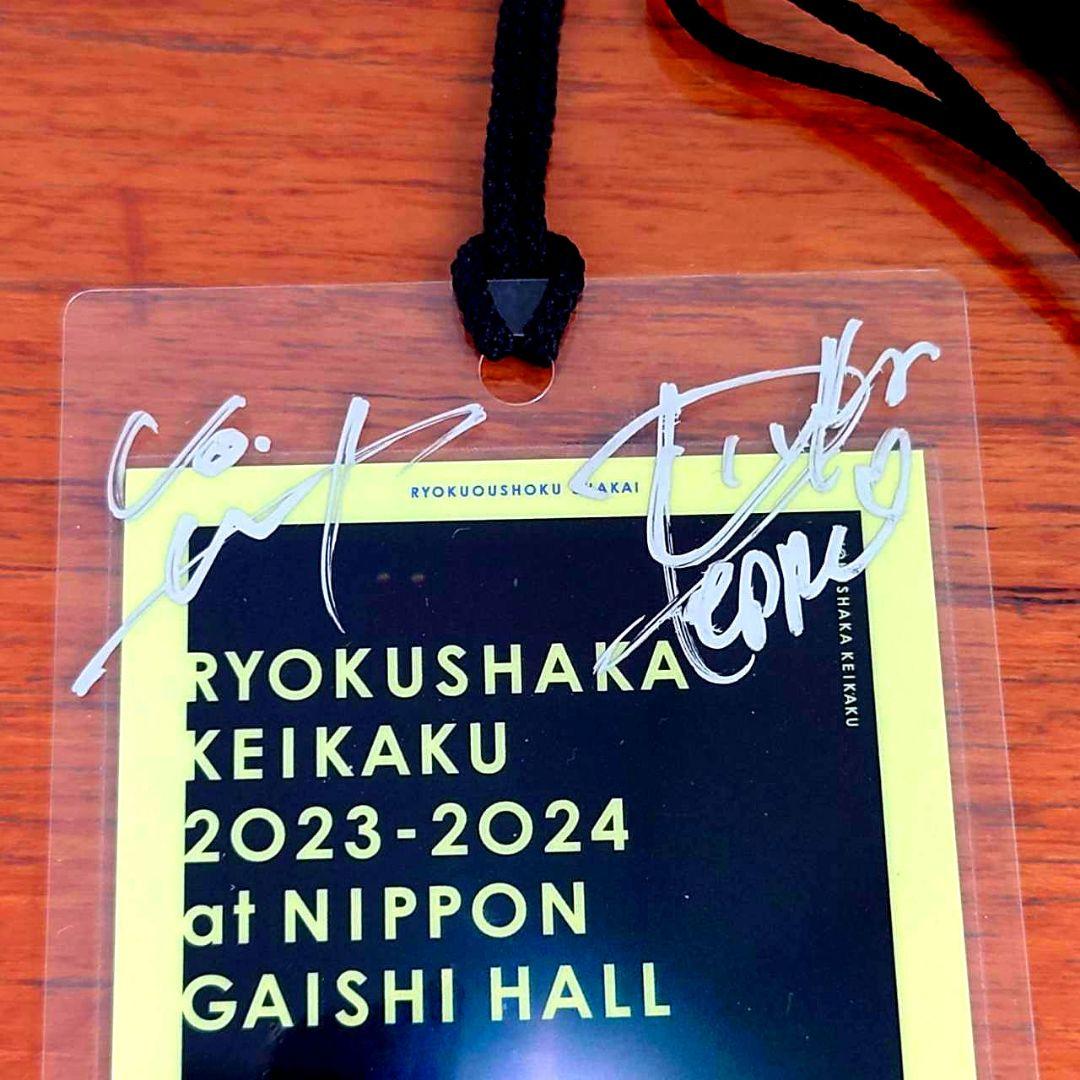 RYOKUOUSHOKU SHAKAI
SHAKA KEIKAKU
RYOKUSHAKA
KEIKAKU
2023-2024
at NIPPON
GAISHI HALL